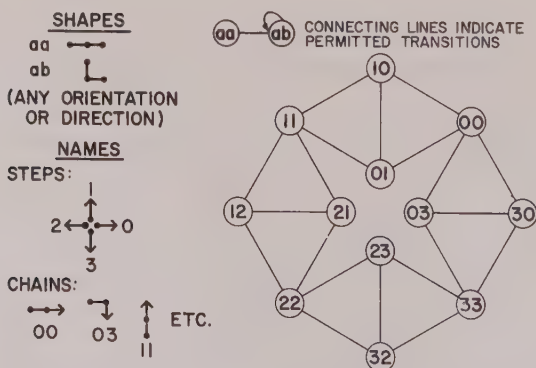 SHAPES
aa
ab
(ANY ORIENTATION
OR DIRECTION)
NAMES
STEPS:
1
2 0
3
CHAINS:
00 03 11 ETC.
aa ab CONNECTING LINES INDICATE
PERMITTED TRANSITIONS
10
11 00
01
12 21 03 30
23
22 33
32